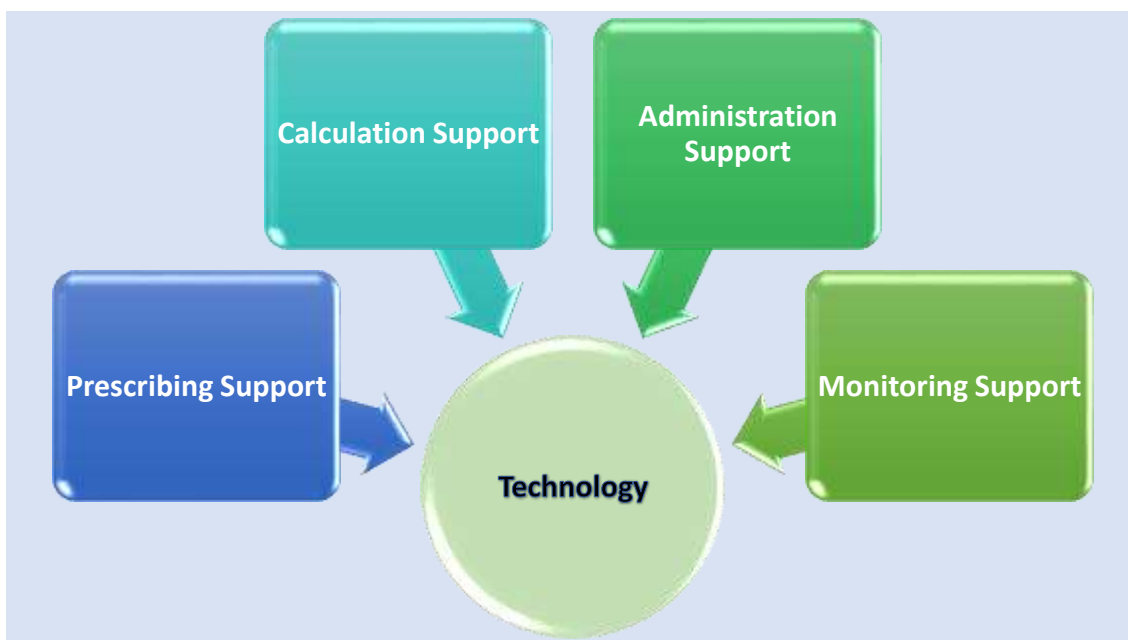 Calculation Support
Administration
Support
Prescribing Support
Monitoring Support
Technology